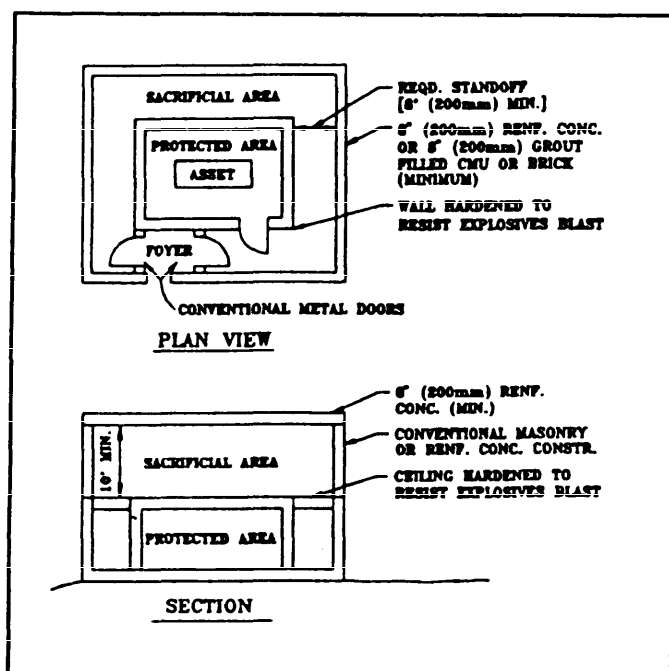 SACRIFICIAL AREA
PROTECTED AREA
ASSET
FOYER
REQD. STANDOFF
[8' (200mm) MIN.]
8" (200mm) RENF. CONC.
OR 8" (200mm) GROUT
FILLED CMU OR BRICK
(MINIMUM)
WALL HARDENED TO
RESIST EXPLOSIVES BLAST
CONVENTIONAL METAL DOORS
PLAN VIEW
8" (200mm) RENF.
CONC. (MIN.)
CONVENTIONAL MASONRY
OR RENF. CONC. CONSTR.
CEILING HARDENED TO
RESIST EXPLOSIVES BLAST
10' MIN.
SACRIFICIAL AREA
PROTECTED AREA
SECTION